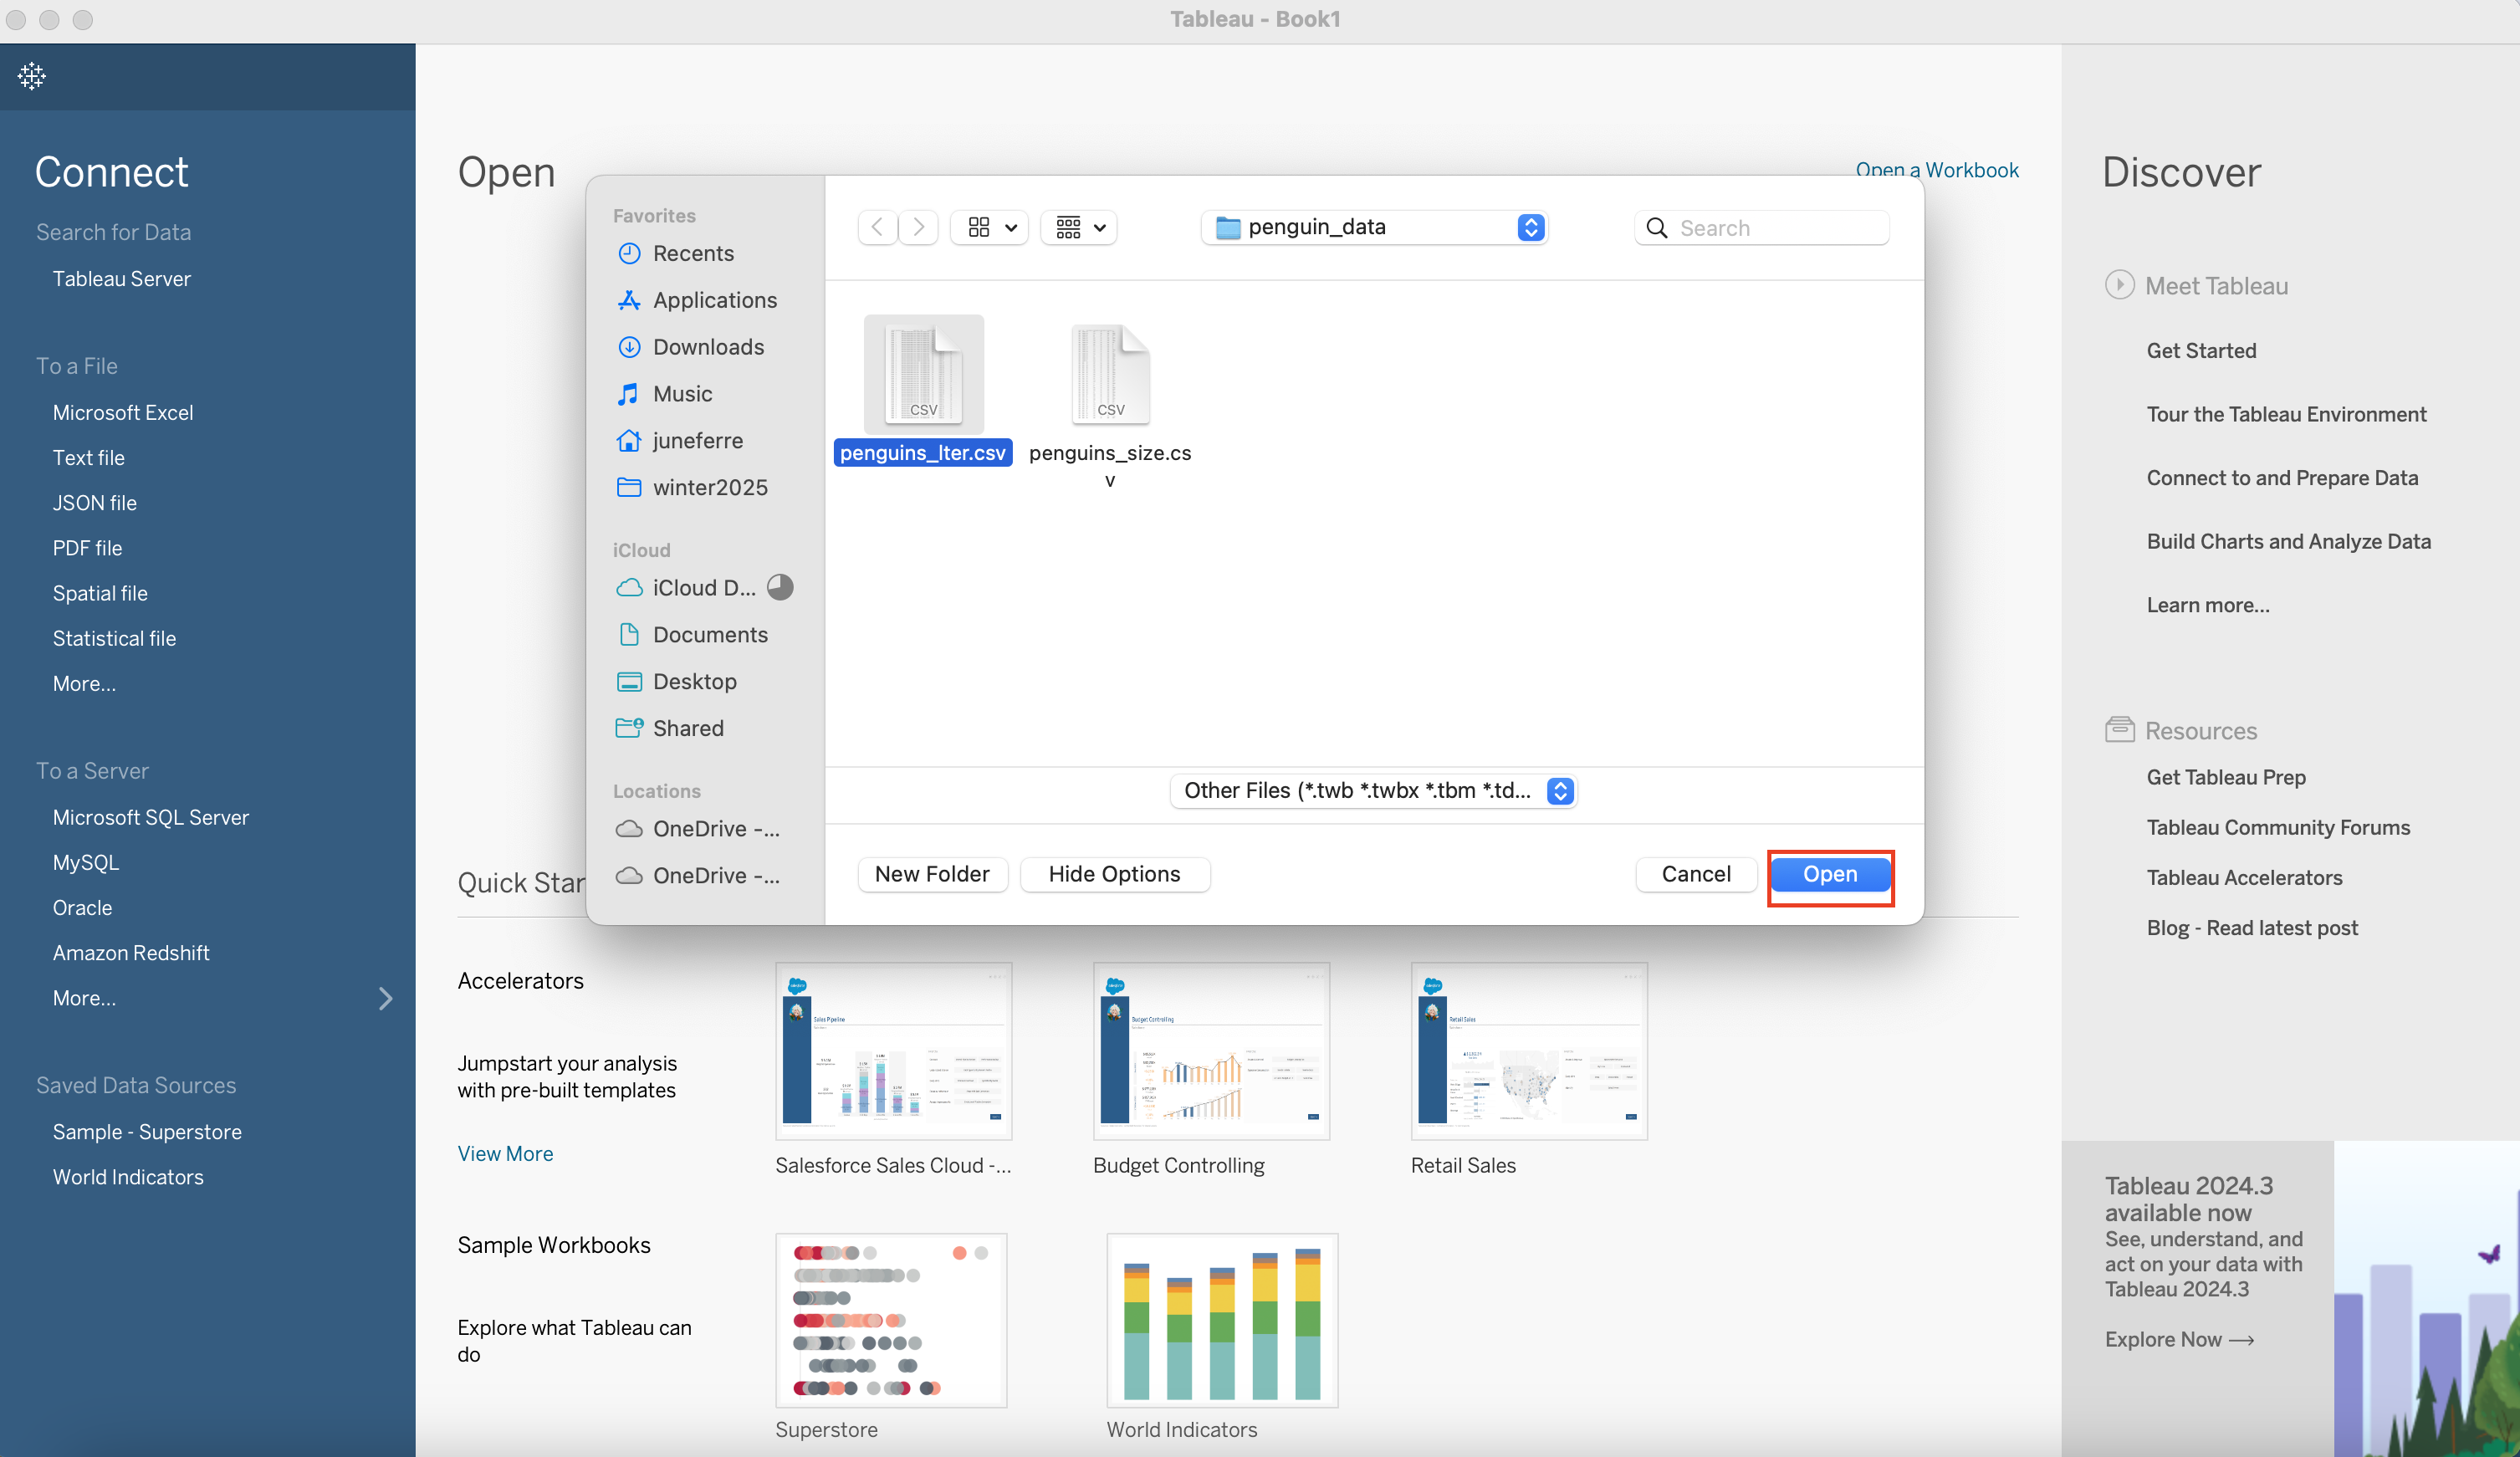 Tableau - Book1
Connect
Search for Data
Tableau Server
To a File
Microsoft Excel
Text file
JSON file
PDF file
Spatial file
Statistical file
More...
To a Server
Microsoft SQL Server
MySQL
Oracle
Amazon Redshift
More...
Saved Data Sources
Sample - Superstore
World Indicators
Open
Open a Workbook
Favorites
Recents
Applications
Downloads
Music
juneferre
winter2025
iCloud
iCloud D...
Documents
Desktop
Shared
Locations
OneDrive -...
OneDrive -...
penguin_data
Search
CSV
CSV
penguins_lter.csv
penguins_size.cs
v
Other Files (*.twb *.twbx *.tbm *.td...
New Folder
Hide Options
Cancel
Open
Quick Star
Accelerators
Jumpstart your analysis
with pre-built templates
View More
Sales Pipeline
Budget Controlling
Retail Sales
Salesforce Sales Cloud -...
Budget Controlling
Retail Sales
Sample Workbooks
Explore what Tableau can
do
Superstore
World Indicators
Discover
Meet Tableau
Get Started
Tour the Tableau Environment
Connect to and Prepare Data
Build Charts and Analyze Data
Learn more...
Resources
Get Tableau Prep
Tableau Community Forums
Tableau Accelerators
Blog - Read latest post
Tableau 2024.3
available now
See, understand, and
act on your data with
Tableau 2024.3
Explore Now →